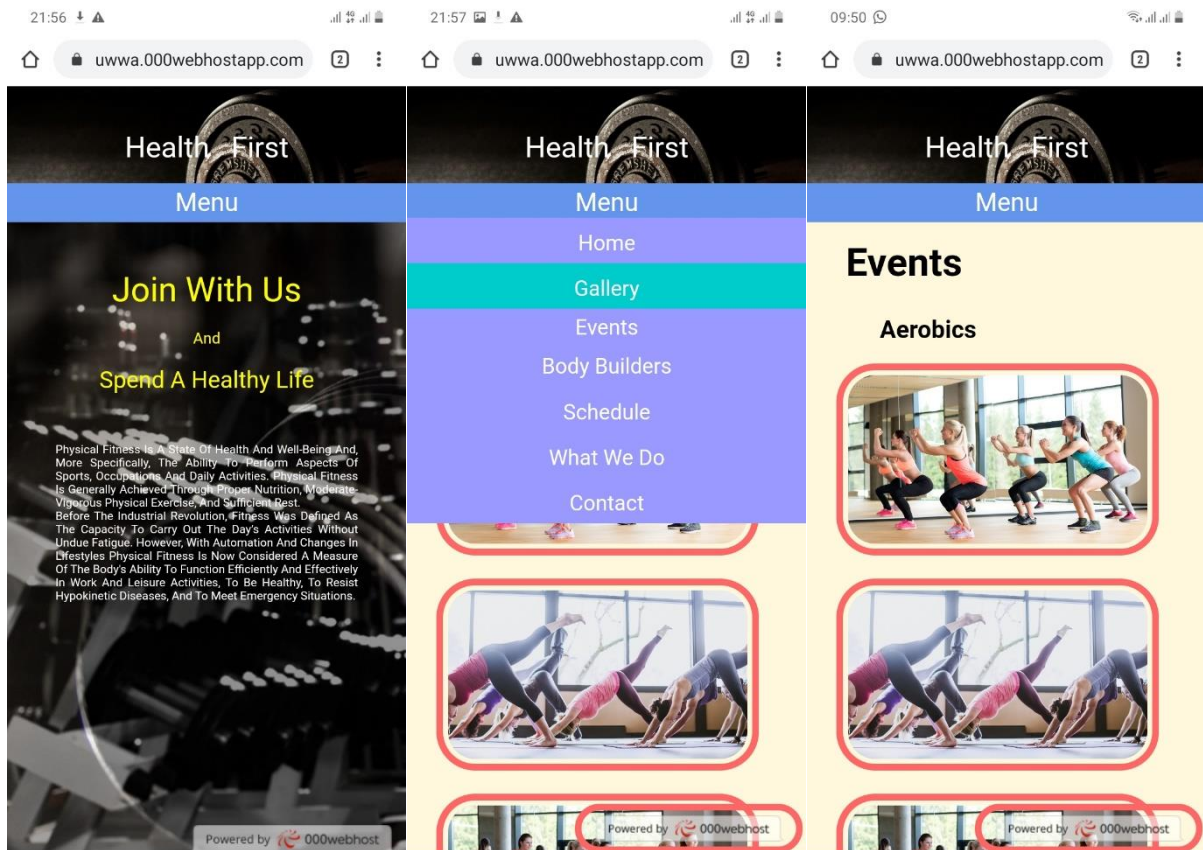 21:56
4G
uwwa.000webhostapp.com
2
Health First
Menu
Join With Us
And
Spend A Healthy Life
Physical Fitness Is A State Of Health And Well-Being And,
More Specifically, The Ability To Perform Aspects Of
Sports, Occupations And Daily Activities. Physical Fitness
Is Generally Achieved Through Proper Nutrition, Moderate-
Vigorous Physical Exercise, And Sufficient Rest.
Before The Industrial Revolution, Fitness Was Defined As
The Capacity To Carry Out The Day's Activities Without
Undue Fatigue. However, With Automation And Changes In
Lifestyles Physical Fitness Is Now Considered A Measure
Of The Body's Ability To Function Efficiently And Effectively
In Work And Leisure Activities, To Be Healthy, To Resist
Hypokinetic Diseases, And To Meet Emergency Situations.
Powered by 000webhost
21:57
4G
uwwa.000webhostapp.com
2
Health First
Menu
Home
Gallery
Events
Body Builders
Schedule
What We Do
Contact
Powered by 000webhost
09:50
uwwa.000webhostapp.com
2
Health First
Menu
Events
Aerobics
Powered by 000webhost